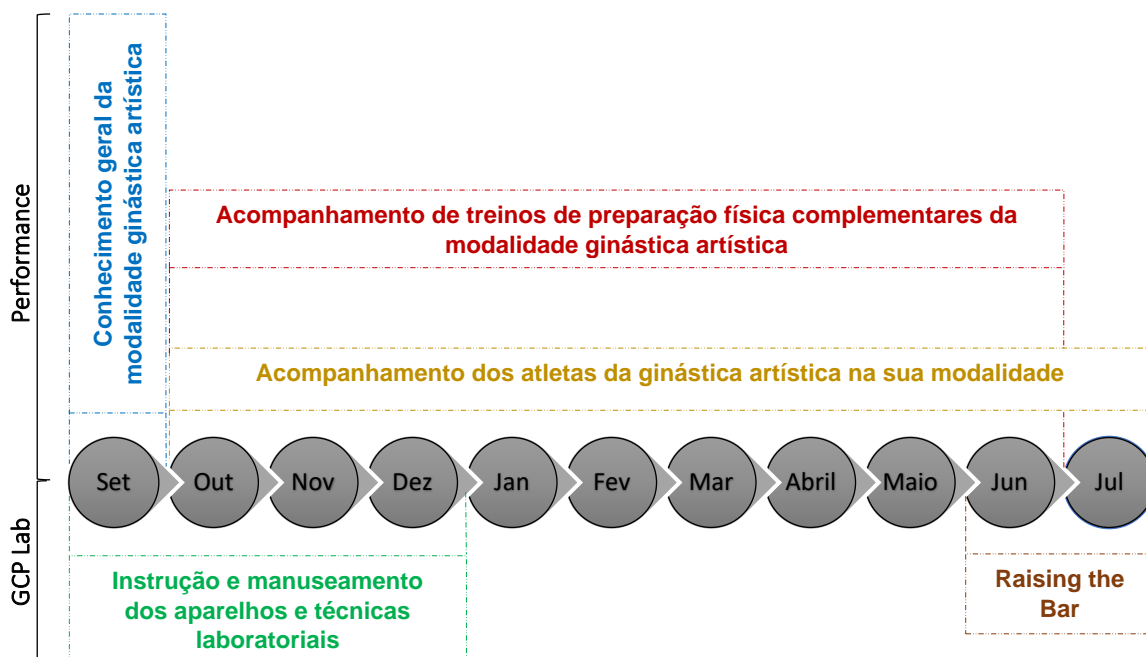 Performance
Conhecimento geral da
modalidade ginástica artística
Acompanhamento de treinos de preparação física complementares da
modalidade ginástica artística
Acompanhamento dos atletas da ginástica artística na sua modalidade
Set
Out
Nov
Dez
Jan
Fev
Mar
Abril
Maio
Jun
Jul
GCP Lab
Instrução e manuseamento
dos aparelhos e técnicas
laboratoriais
Raising the
Bar